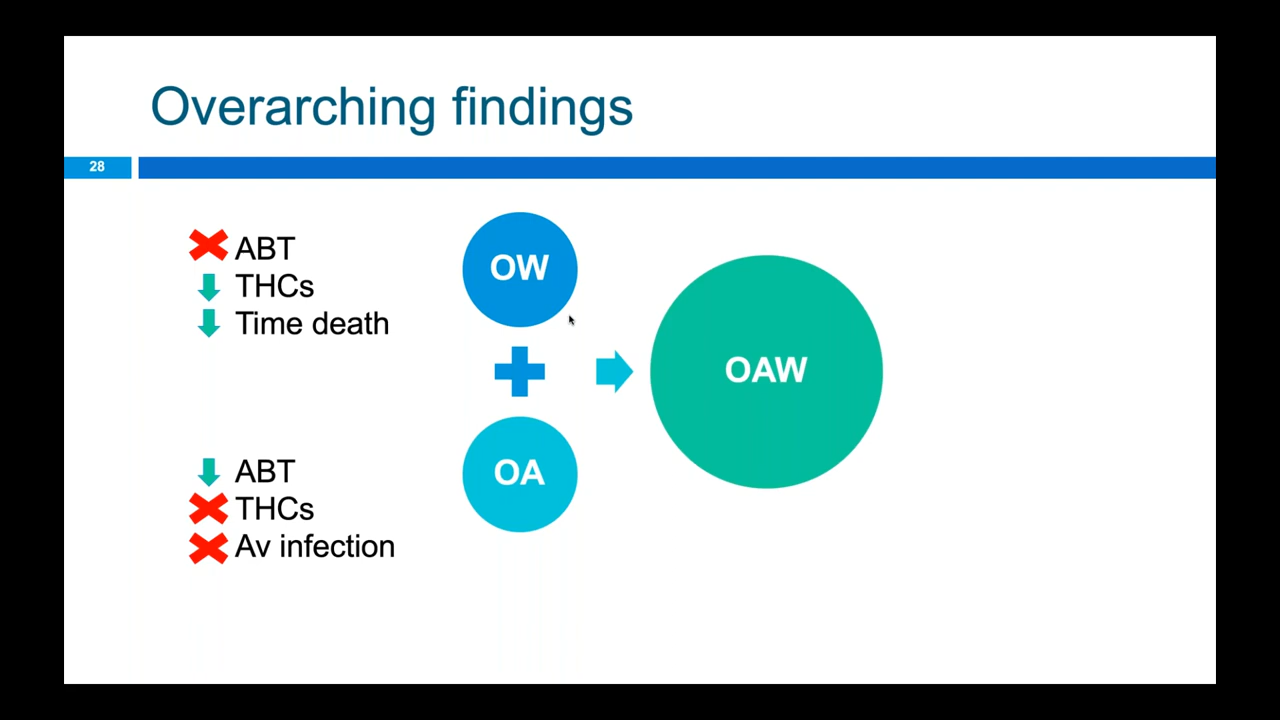 Overarching findings
28
ABT
THCs
Time death
OW
OAW
ABT
THCs
Av infection
OA